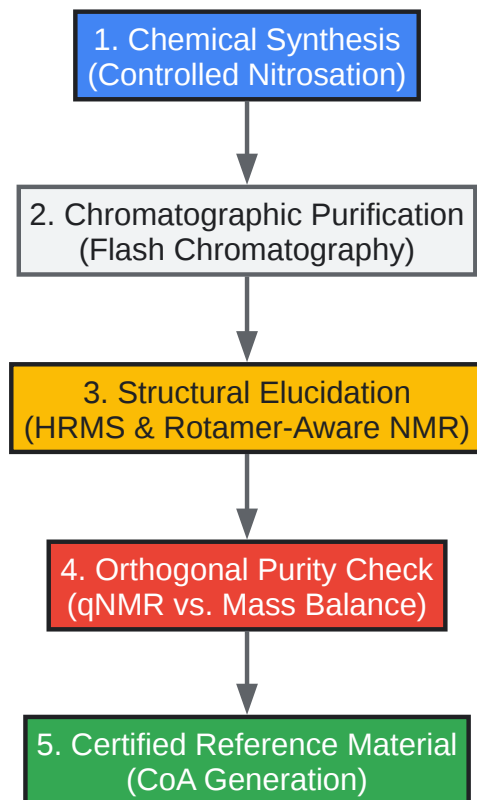 1. Chemical Synthesis
(Controlled Nitrosation)
2. Chromatographic Purification
(Flash Chromatography)
3. Structural Elucidation
(HRMS & Rotamer-Aware NMR)
4. Orthogonal Purity Check
(qNMR vs. Mass Balance)
5. Certified Reference Material
(CoA Generation)